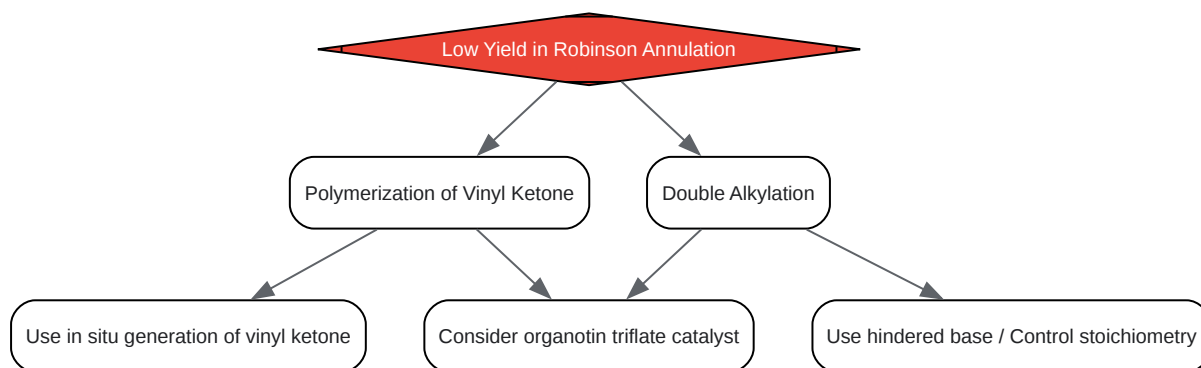 Low Yield in Robinson Annulation
Polymerization of Vinyl Ketone
Double Alkylation
Use in situ generation of vinyl ketone
Consider organotin triflate catalyst
Use hindered base / Control stoichiometry